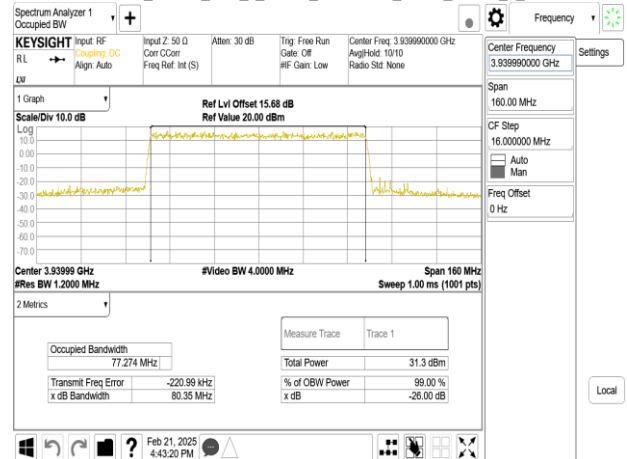 Spectrum Analyzer 1
Occupied BW
Frequency
KEYSIGHT
RL
LXI
Input: RF
Coupling: DC
Align: Auto
Input Z: 50 Ω
Corr CCorr
Freq Ref: Int (S)
Atten: 30 dB
Trig: Free Run
Gate: Off
#IF Gain: Low
Center Freq: 3.939990000 GHz
Avg|Hold: 10/10
Radio Std: None
Center Frequency
3.939990000 GHz
Settings
Span
160.00 MHz
CF Step
16.000000 MHz
Auto
Man
Freq Offset
0 Hz
Local
1 Graph
Scale/Div 10.0 dB
Ref Lvl Offset 15.68 dB
Ref Value 20.00 dBm
Log
10.0
0.00
-10.0
-20.0
-30.0
-40.0
-50.0
-60.0
-70.0
Center 3.93999 GHz
#Video BW 4.0000 MHz
Span 160 MHz
#Res BW 1.2000 MHz
Sweep 1.00 ms (1001 pts)
2 Metrics
Measure Trace Trace 1
Occupied Bandwidth
77.274 MHz
Total Power 31.3 dBm
Transmit Freq Error -220.99 kHz
% of OBW Power 99.00 %
x dB Bandwidth 80.35 MHz
x dB -26.00 dB
Feb 21, 2025
4:43:20 PM